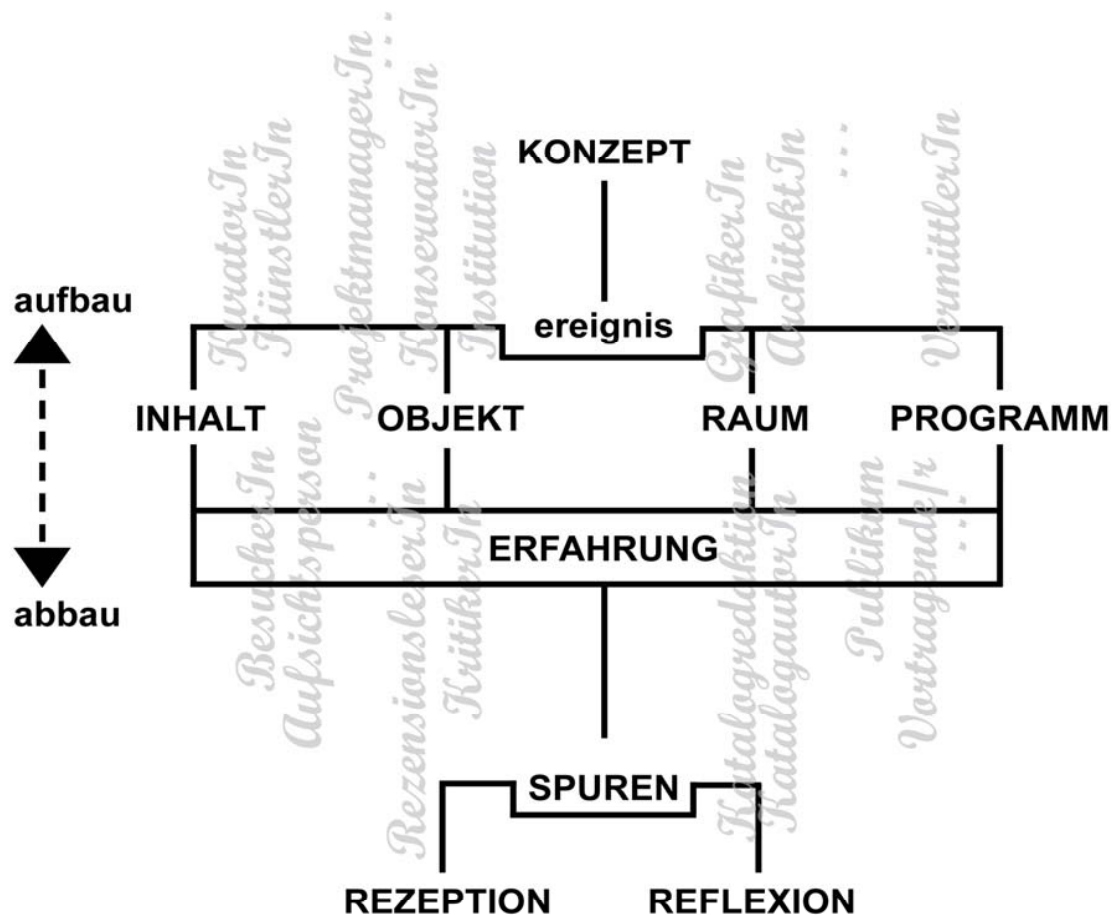 KuratorIn
KünstlerIn
ProjektmanagerIn
...
KonservatorIn
Institution
KONZEPT
GrafikerIn
ArchitektIn
...
VermittlerIn
aufbau
ereignis
INHALT
OBJEKT
RAUM
PROGRAMM
ERFAHRUNG
abbau
BesucherIn
Aufsichtsperson
...
RezensionsleserIn
KritikerIn
Katalogredaktion
KatalogautorIn
Publikum
Vortragende/r
...
SPUREN
REZEPTION
REFLEXION